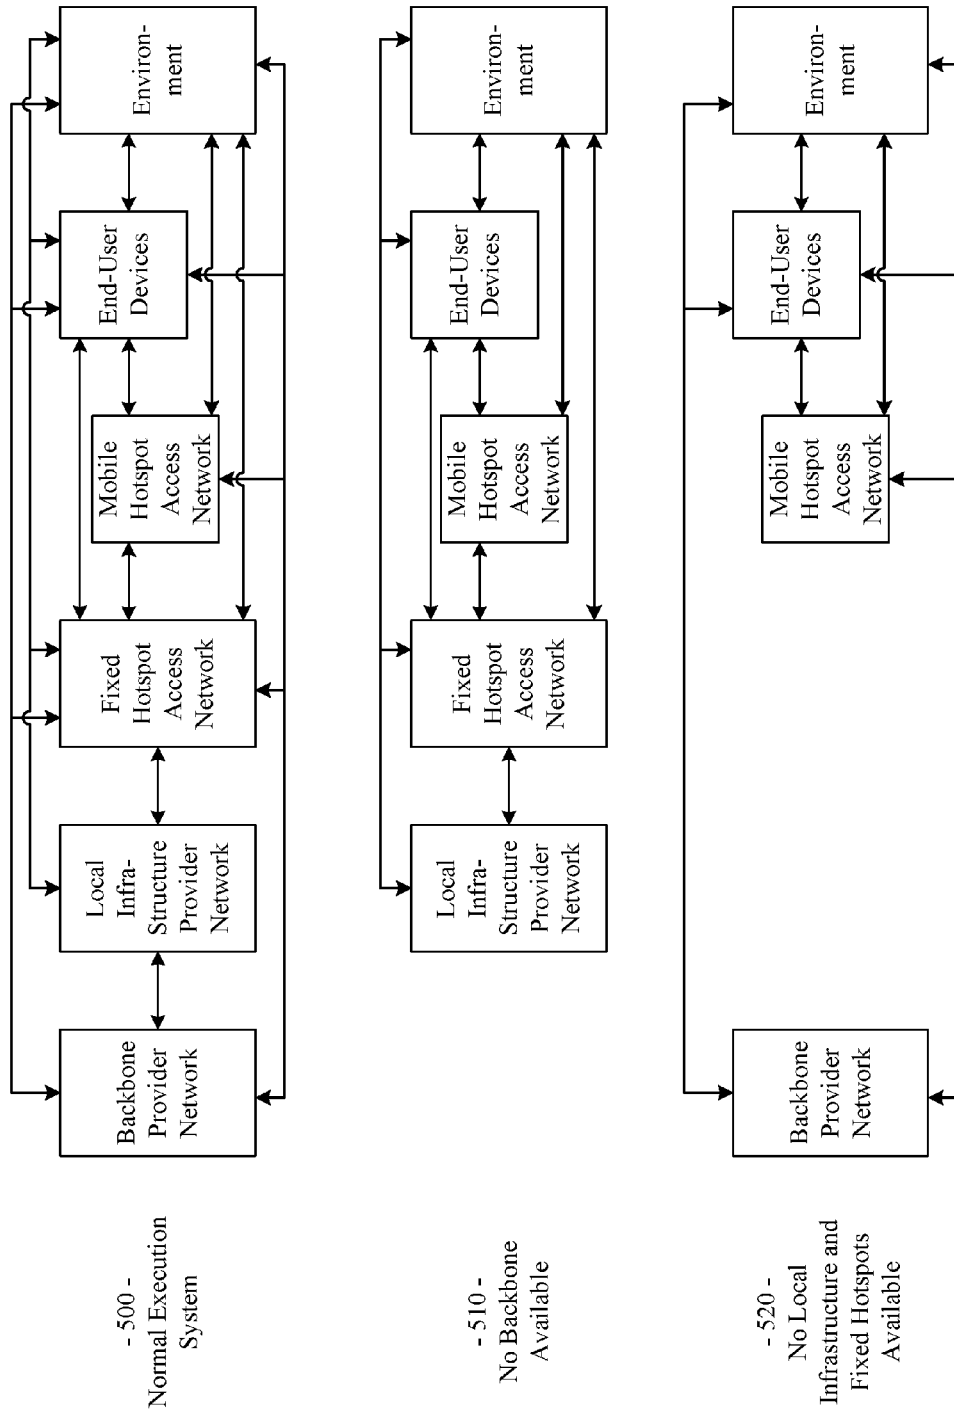 - 500 -
Normal Execution
System
Backbone
Provider
Network
Local
Infra-
Structure
Provider
Network
Fixed
Hotspot
Access
Network
Mobile
Hotspot
Access
Network
End-User
Devices
Environ-
ment
- 510 -
No Backbone
Available
Local
Infra-
Structure
Provider
Network
Fixed
Hotspot
Access
Network
Mobile
Hotspot
Access
Network
End-User
Devices
Environ-
ment
- 520 -
No Local
Infrastructure and
Fixed Hotspots
Available
Backbone
Provider
Network
Mobile
Hotspot
Access
Network
End-User
Devices
Environ-
ment